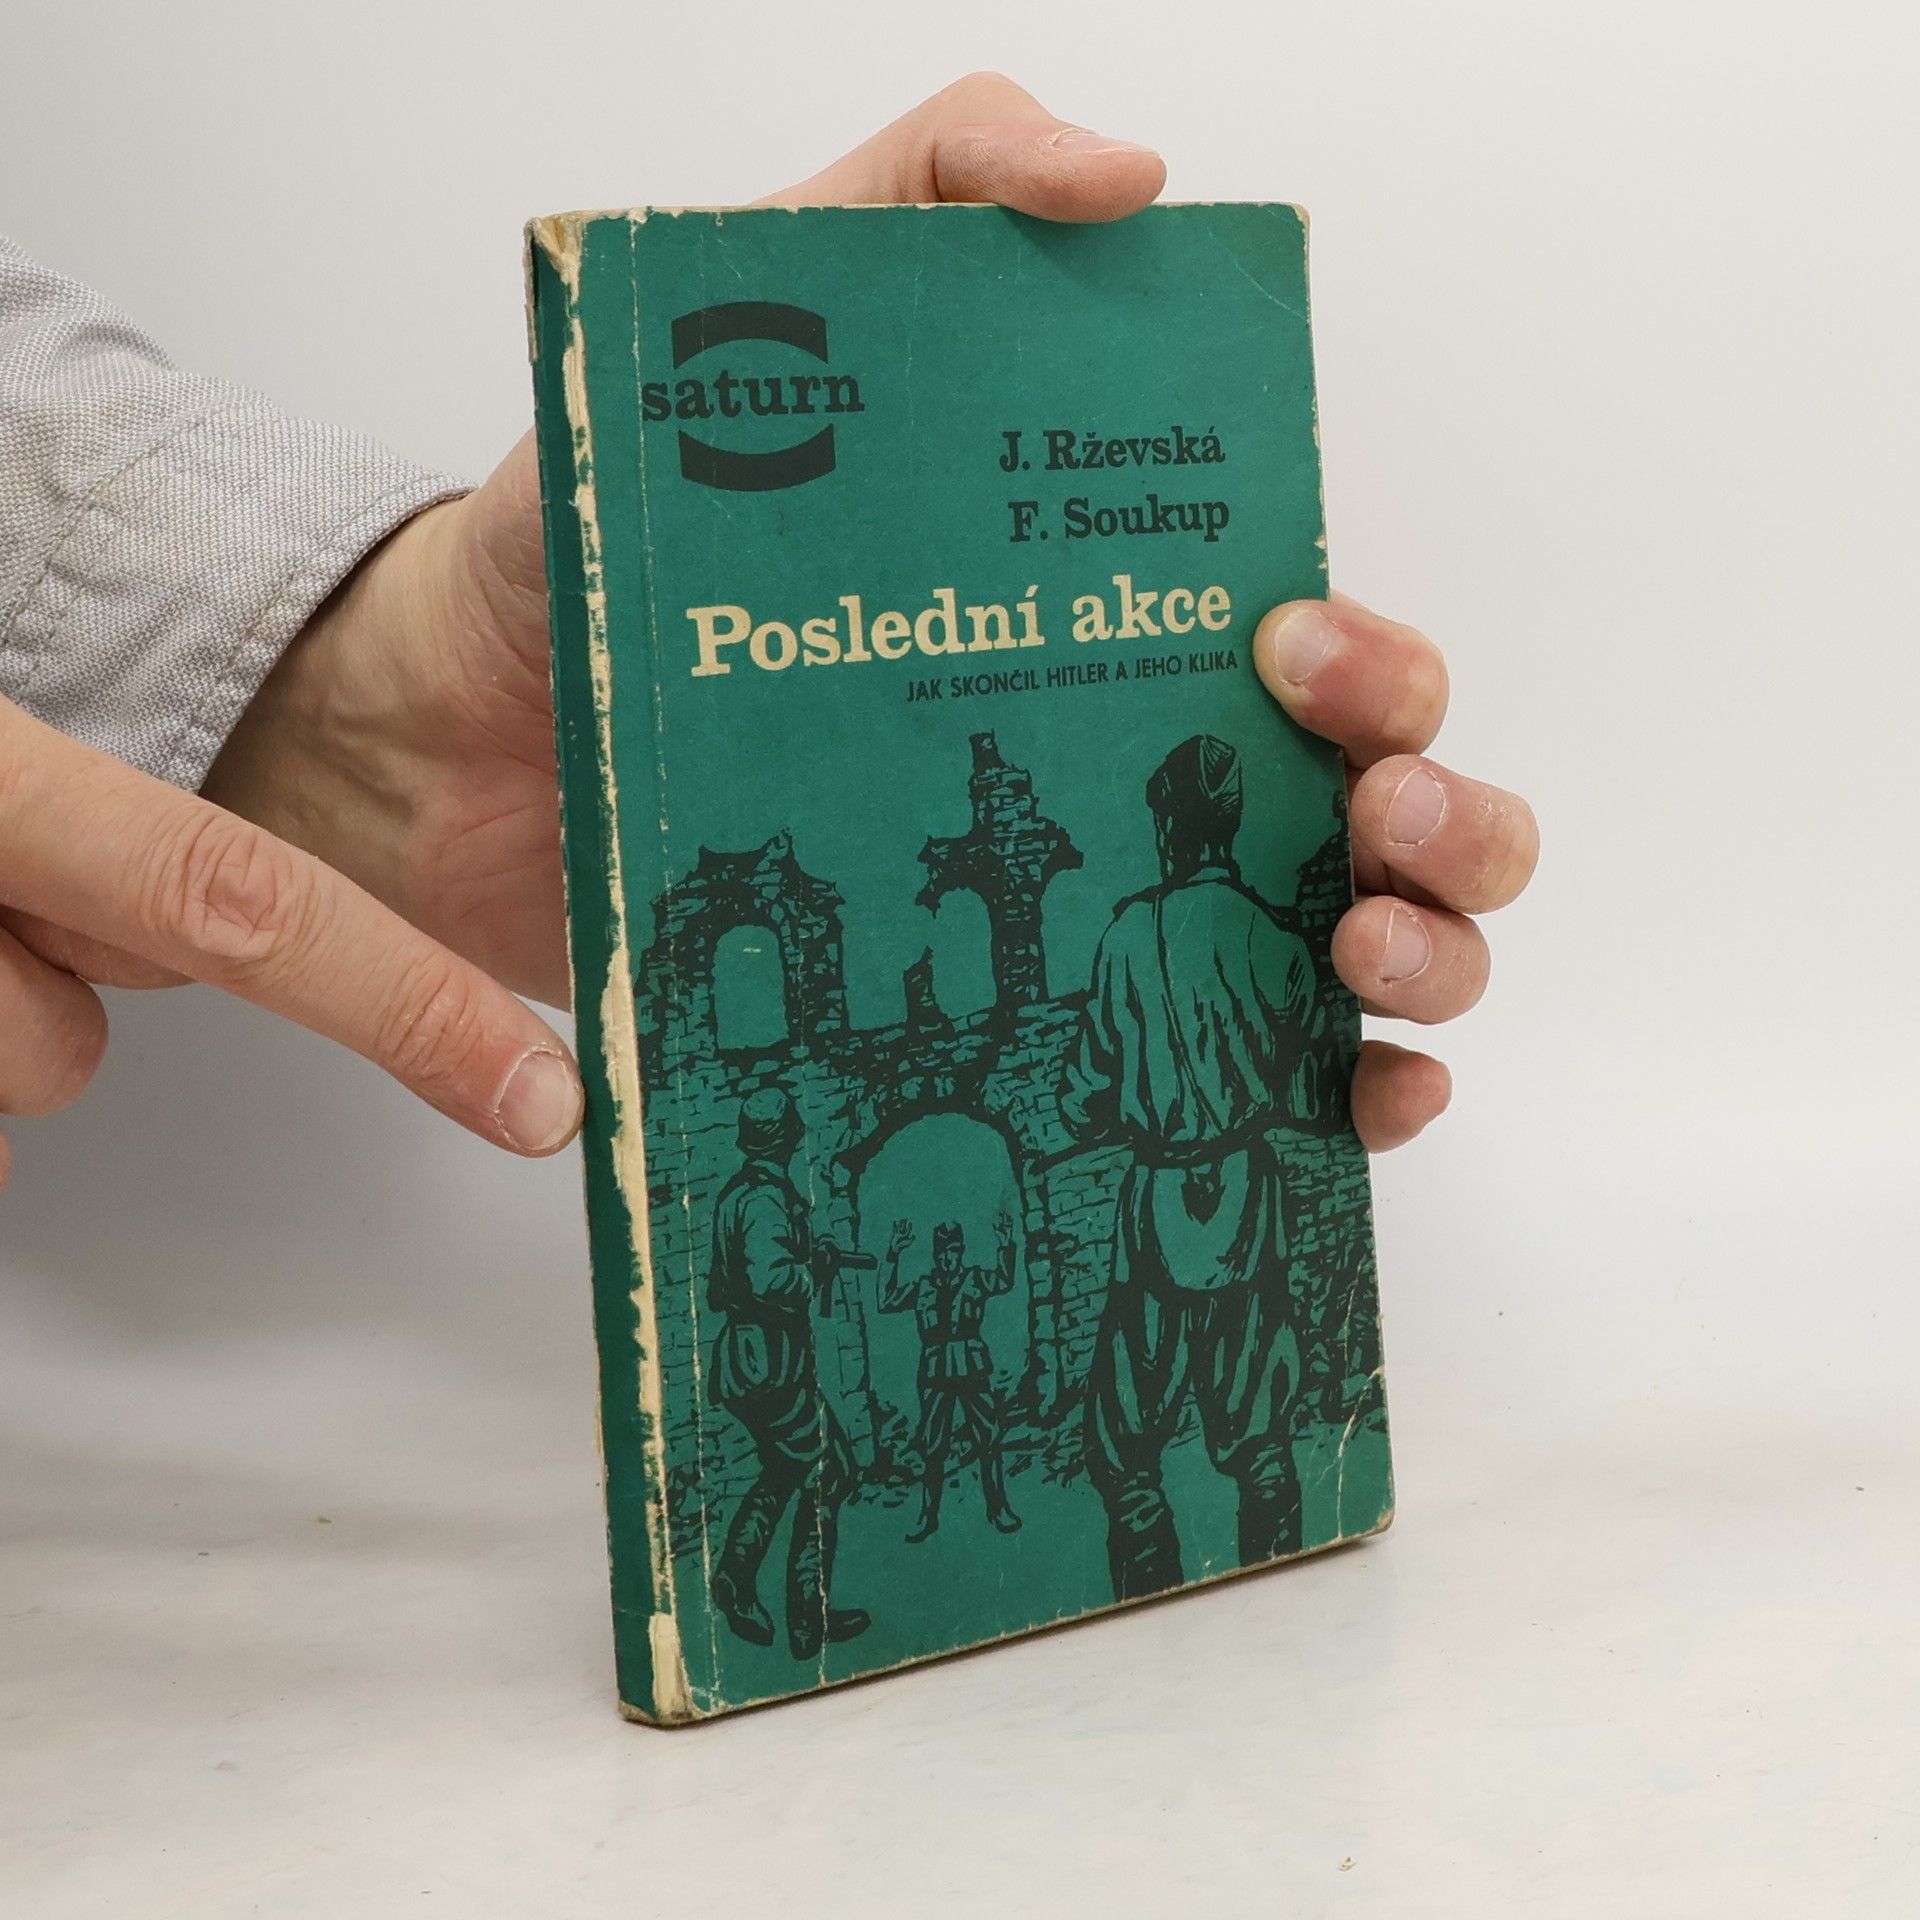 saturn
J. Rževská
F. Soukup
Poslední akce
JAK SKONČIL HITLER A JEHO KLIKA